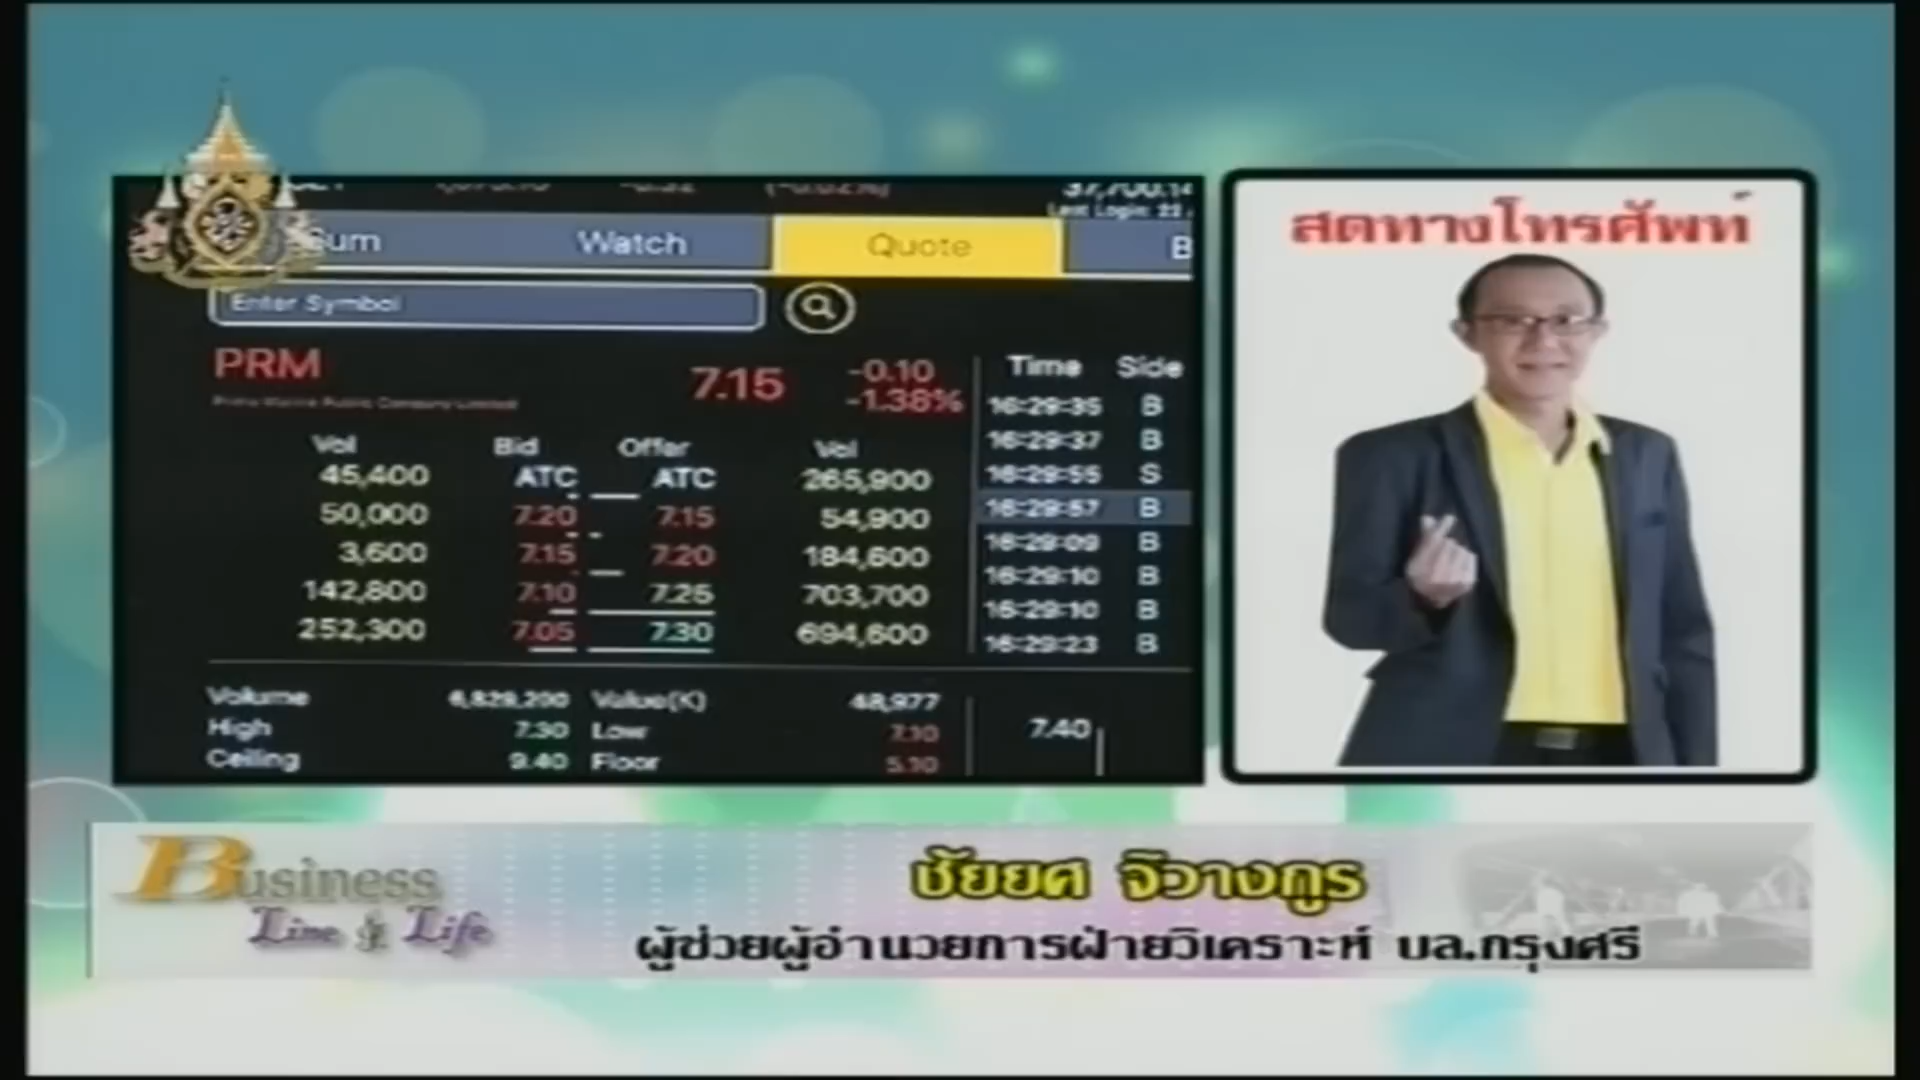 สดทางโทรศัพท์
Sum Watch Quote B
Enter Symbol
PRM 7.15 -0.10
-1.38%
Prima Marine Public Company Limited
Vol Bid Offer Vol
45,400 ATC ATC 265,900
50,000 7.20 7.15 54,900
3,600 7.15 7.20 184,600
142,800 7.10 7.25 703,700
252,300 7.05 7.30 694,600
Time Side
16:29:35 B
16:29:37 B
16:29:55 S
16:29:57 B
16:29:09 B
16:29:10 B
16:29:10 B
16:29:23 B
Volume 6,829,200 Value(K) 48,977
High 7.30 Low 7.10 7.40
Ceiling 9.40 Floor 5.10
Business
Line & Life
ชัยยศ จิวางกูร
ผู้ช่วยผู้อำนวยการฝ่ายวิเคราะห์ บล.กรุงศรี